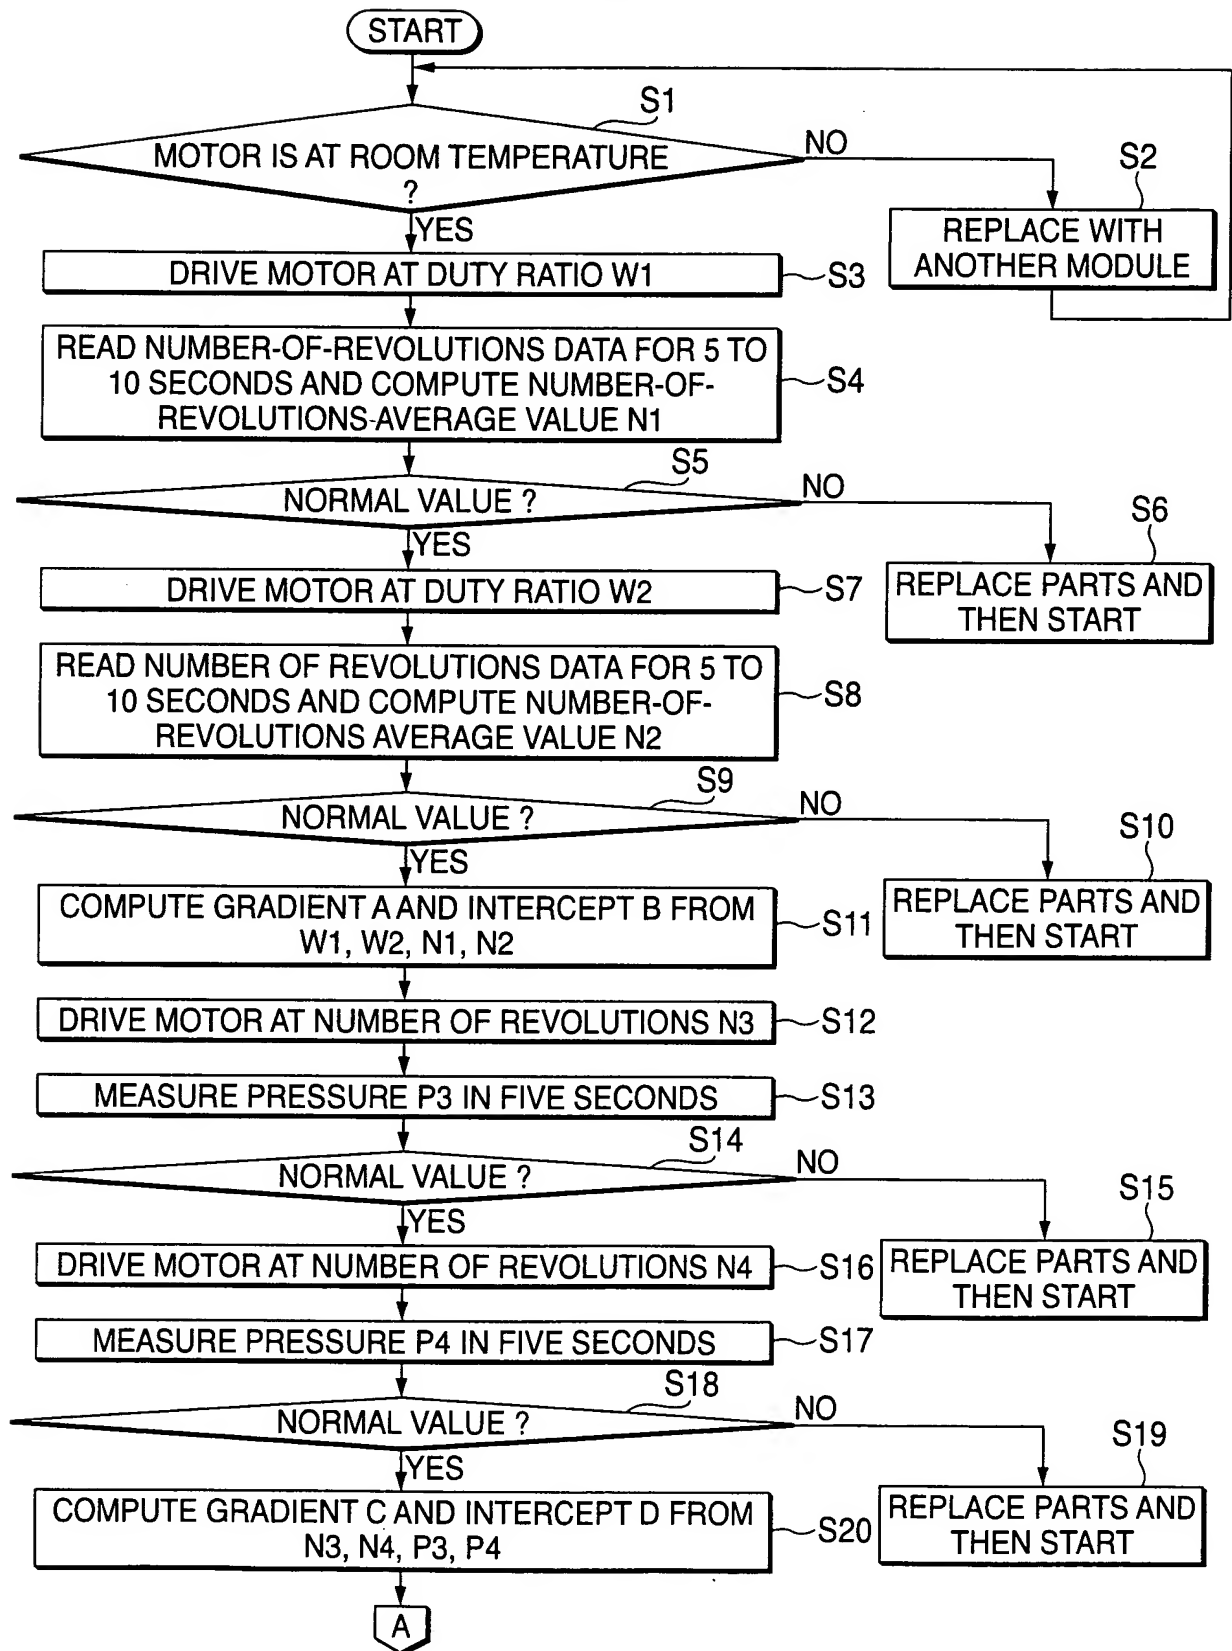 START
S1
MOTOR IS AT ROOM TEMPERATURE
?
NO
YES
S2
REPLACE WITH
ANOTHER MODULE
DRIVE MOTOR AT DUTY RATIO W1
S3
READ NUMBER-OF-REVOLUTIONS DATA FOR 5 TO
10 SECONDS AND COMPUTE NUMBER-OF-
REVOLUTIONS-AVERAGE VALUE N1
S4
S5
NORMAL VALUE ?
NO
YES
S6
REPLACE PARTS AND
THEN START
DRIVE MOTOR AT DUTY RATIO W2
S7
READ NUMBER OF REVOLUTIONS DATA FOR 5 TO
10 SECONDS AND COMPUTE NUMBER-OF-
REVOLUTIONS AVERAGE VALUE N2
S8
S9
NORMAL VALUE ?
NO
YES
S10
REPLACE PARTS AND
THEN START
COMPUTE GRADIENT A AND INTERCEPT B FROM
W1, W2, N1, N2
S11
DRIVE MOTOR AT NUMBER OF REVOLUTIONS N3
S12
MEASURE PRESSURE P3 IN FIVE SECONDS
S13
S14
NORMAL VALUE ?
NO
YES
S15
REPLACE PARTS AND
THEN START
DRIVE MOTOR AT NUMBER OF REVOLUTIONS N4
S16
MEASURE PRESSURE P4 IN FIVE SECONDS
S17
S18
NORMAL VALUE ?
NO
YES
S19
REPLACE PARTS AND
THEN START
COMPUTE GRADIENT C AND INTERCEPT D FROM
N3, N4, P3, P4
S20
A